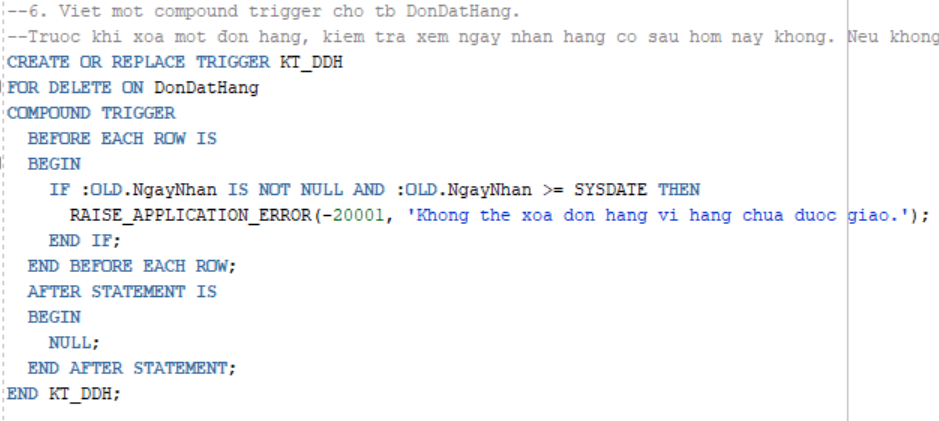 --6. Viet mot compound trigger cho tb DonDatHang.
--Truoc khi xoa mot don hang, kiem tra xem ngay nhan hang co sau hom nay khong. Neu khong
CREATE OR REPLACE TRIGGER KT_DDH
FOR DELETE ON DonDatHang
COMPOUND TRIGGER
  BEFORE EACH ROW IS
  BEGIN
    IF :OLD.NgayNhan IS NOT NULL AND :OLD.NgayNhan >= SYSDATE THEN
      RAISE_APPLICATION_ERROR(-20001, 'Khong the xoa don hang vi hang chua duoc giao.');
    END IF;
  END BEFORE EACH ROW;
  AFTER STATEMENT IS
  BEGIN
    NULL;
  END AFTER STATEMENT;
END KT_DDH;